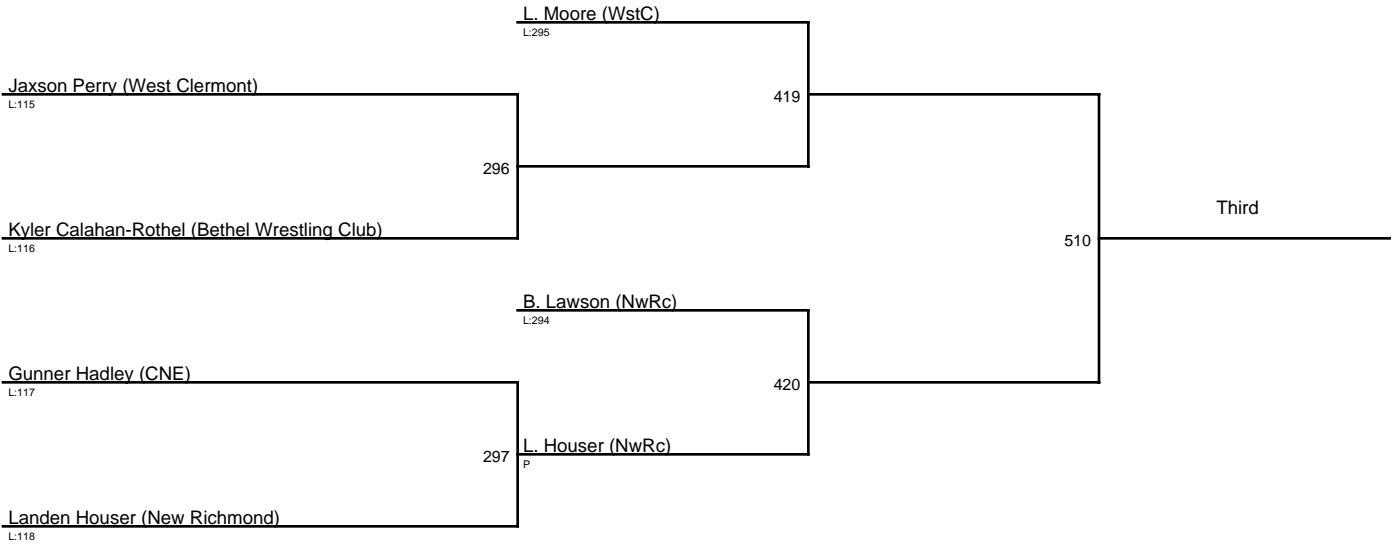 L. Moore (WstC)
L:295
Jaxson Perry (West Clermont)
L:115
419
296
Kyler Calahan-Rothel (Bethel Wrestling Club)
L:116
Third
510
B. Lawson (NwRc)
L:294
Gunner Hadley (CNE)
L:117
420
297
L. Houser (NwRc)
P
Landen Houser (New Richmond)
L:118